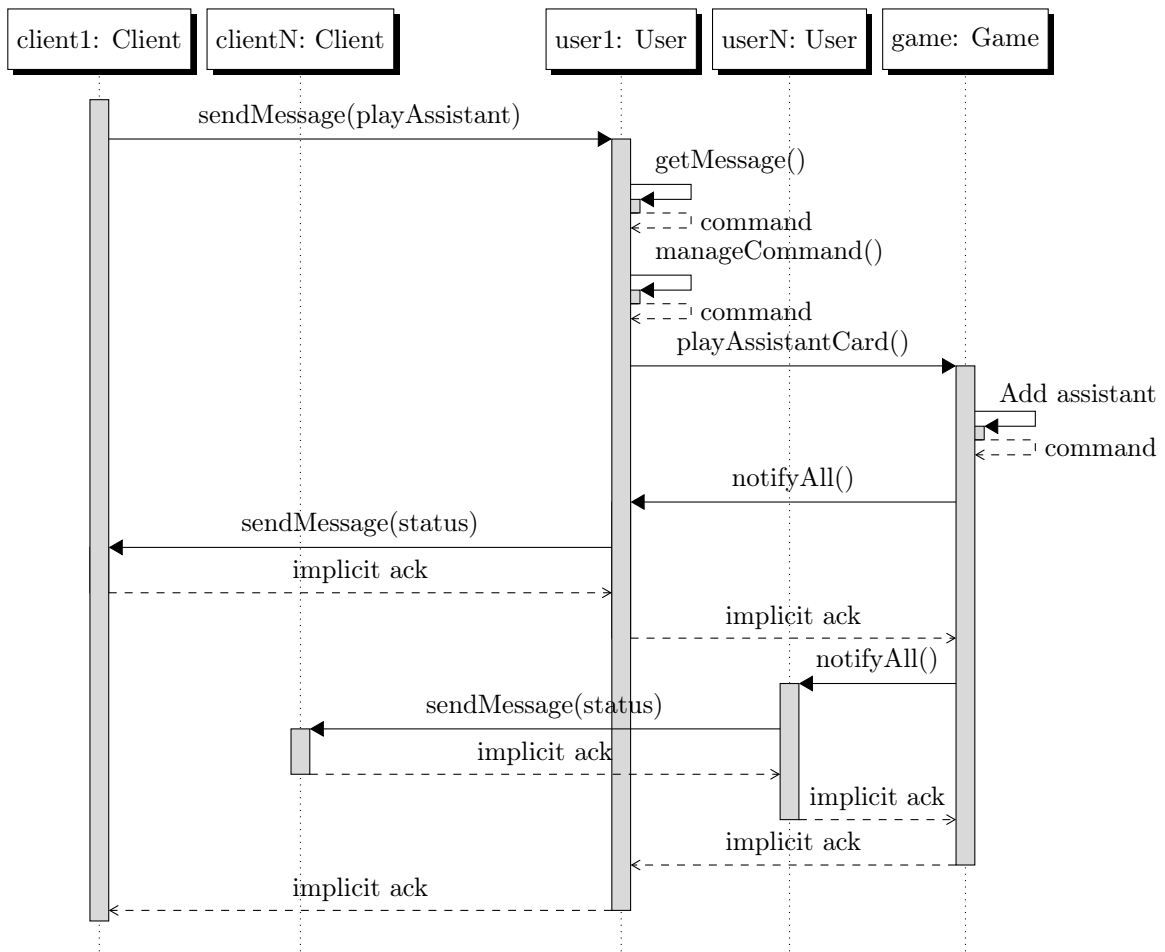 client1: Client
clientN: Client
user1: User
userN: User
game: Game
sendMessage(playAssistant)
getMessage()
command
manageCommand()
command
playAssistantCard()
Add assistant
command
notifyAll()
sendMessage(status)
implicit ack
implicit ack
notifyAll()
sendMessage(status)
implicit ack
implicit ack
implicit ack
implicit ack